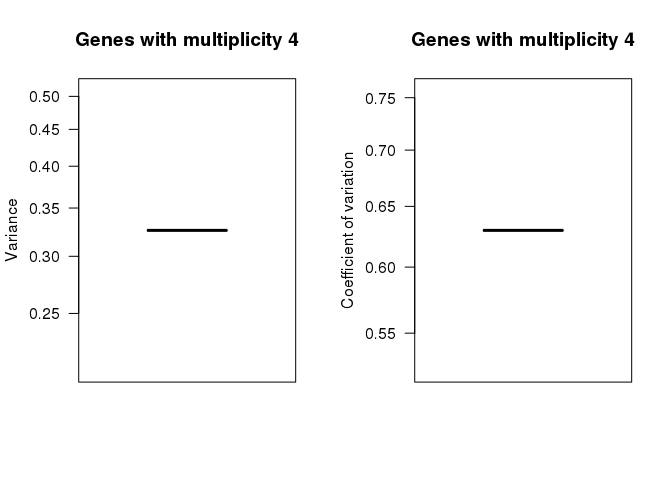 Genes with multiplicity 4
Variance
0.50
0.45
0.40
0.35
0.30
0.25
Genes with multiplicity 4
Coefficient of variation
0.75
0.70
0.65
0.60
0.55